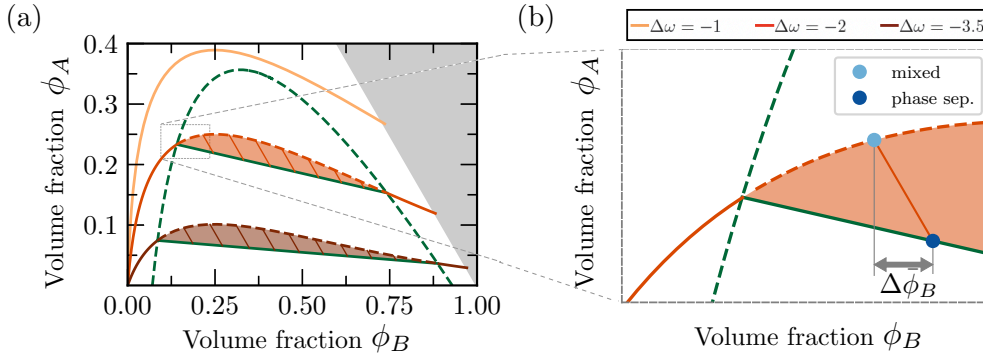 (a)
(b)
Δω = −1
Δω = −2
Δω = −3.5
0.4
0.3
0.2
0.1
Volume fraction ϕ_A
0.00
0.25
0.50
0.75
1.00
Volume fraction ϕ_B
Volume fraction ϕ_A
mixed
phase sep.
Δ̄ϕ_B
Volume fraction ϕ_B